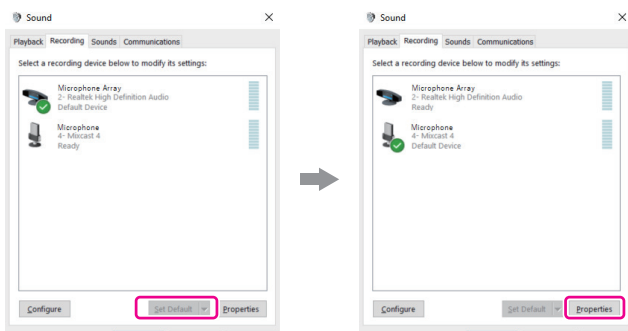 Sound
Playback Recording Sounds Communications
Select a recording device below to modify its settings:
Microphone Array
2- Realtek High Definition Audio
Default Device
Microphone
4- Mixcast 4
Ready
Configure Set Default Properties
Sound
Playback Recording Sounds Communications
Select a recording device below to modify its settings:
Microphone Array
2- Realtek High Definition Audio
Ready
Microphone
4- Mixcast 4
Default Device
Configure Set Default Properties